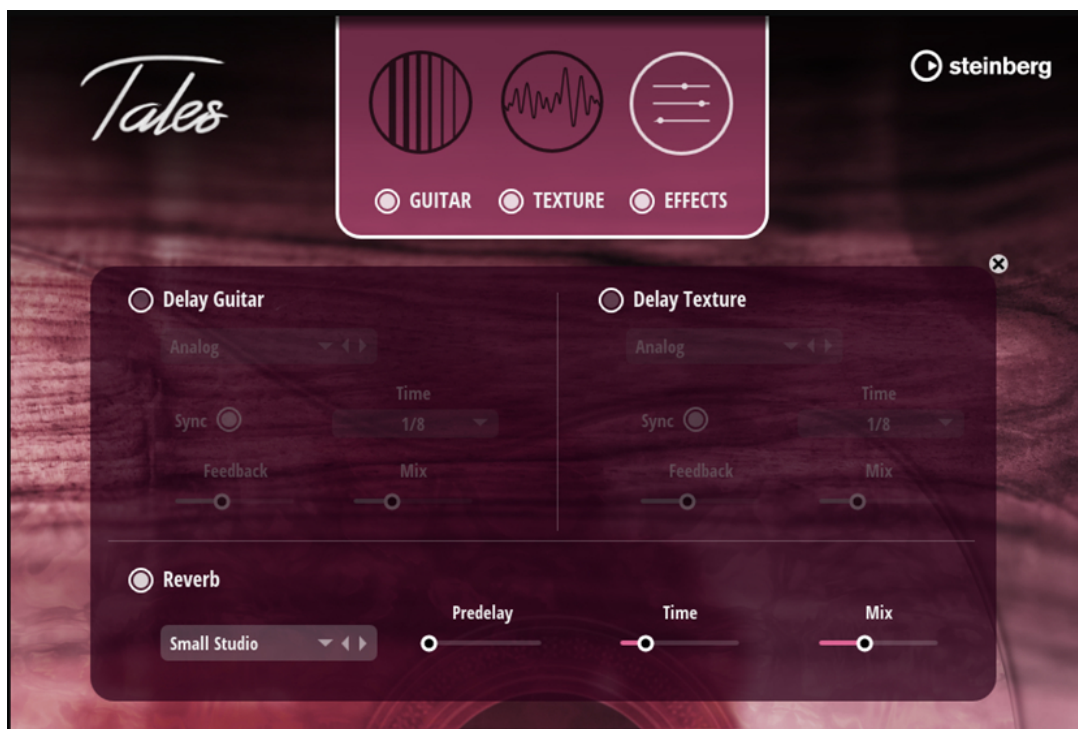 Tales
steinberg
GUITAR TEXTURE EFFECTS
Delay Guitar
Analog
Time
Sync
1/8
Feedback Mix
Delay Texture
Analog
Time
Sync
1/8
Feedback Mix
Reverb
Predelay Time Mix
Small Studio